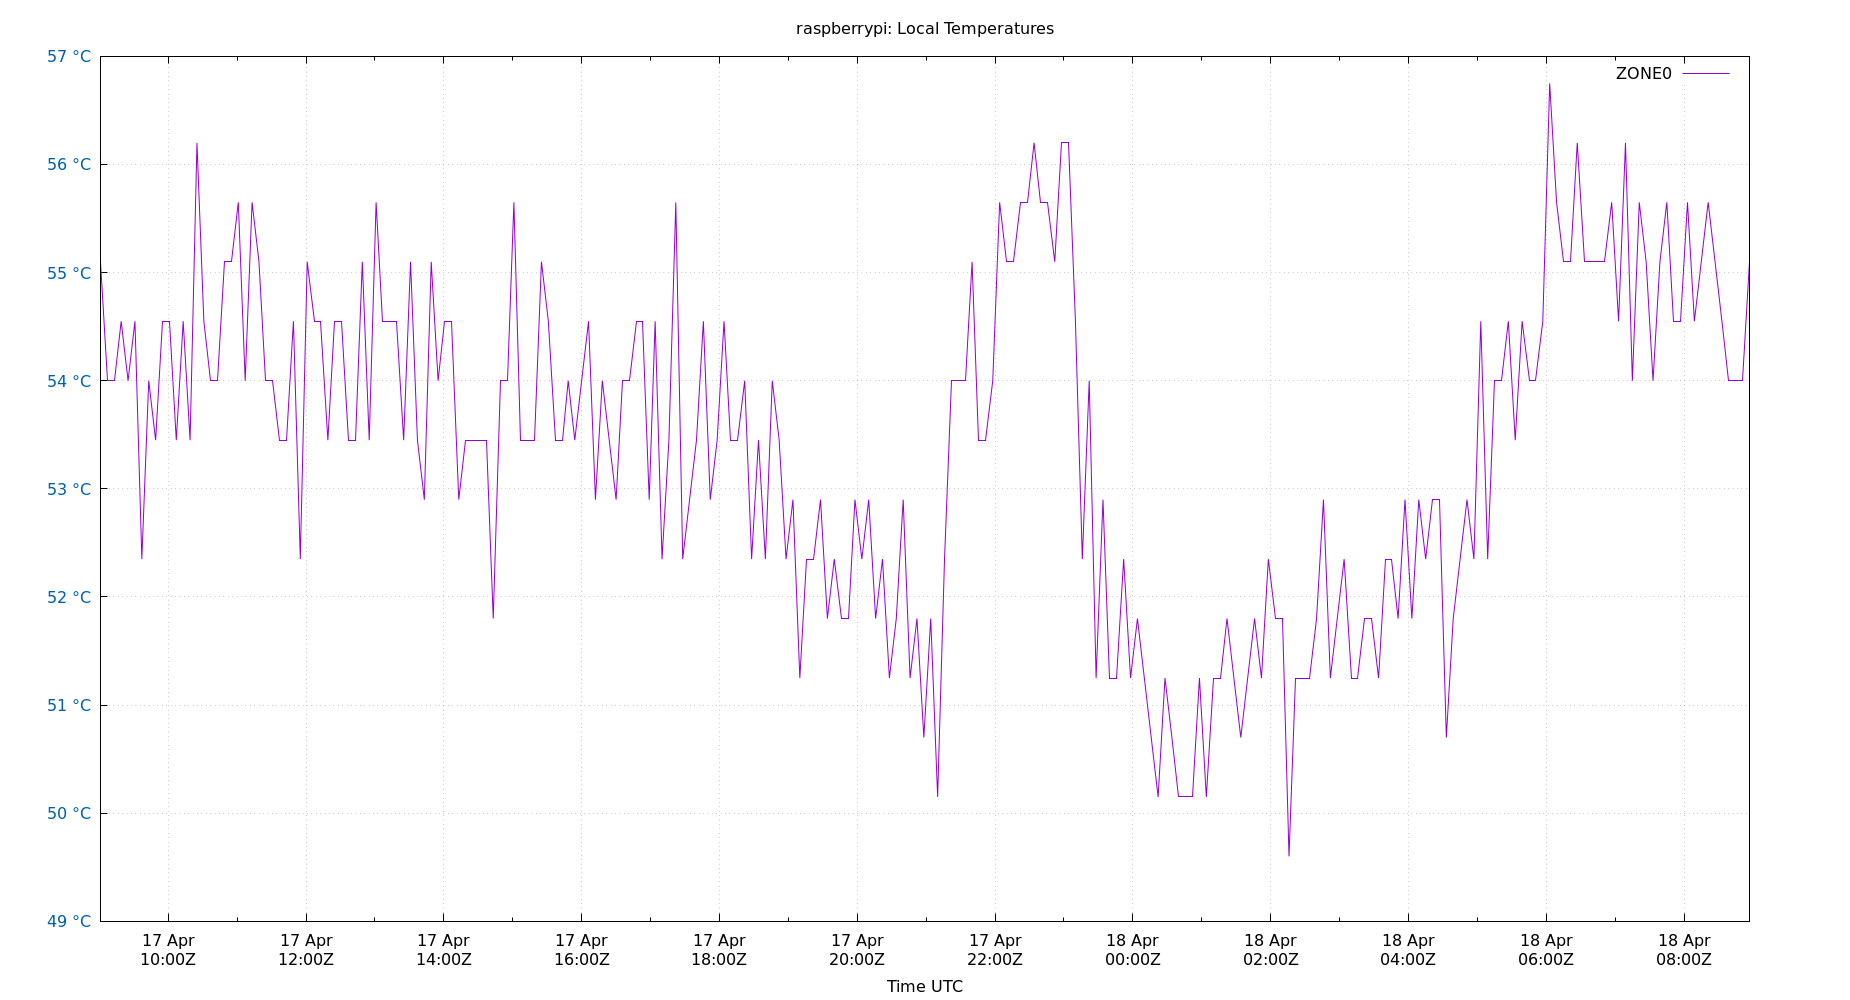 raspberrypi: Local Temperatures
57 °C
ZONE0
56 °C
55 °C
54 °C
53 °C
52 °C
51 °C
50 °C
49 °C
17 Apr 17 Apr 17 Apr 17 Apr 17 Apr 17 Apr 17 Apr 18 Apr 18 Apr 18 Apr 18 Apr 18 Apr
10:00Z 12:00Z 14:00Z 16:00Z 18:00Z 20:00Z 22:00Z 00:00Z 02:00Z 04:00Z 06:00Z 08:00Z
Time UTC